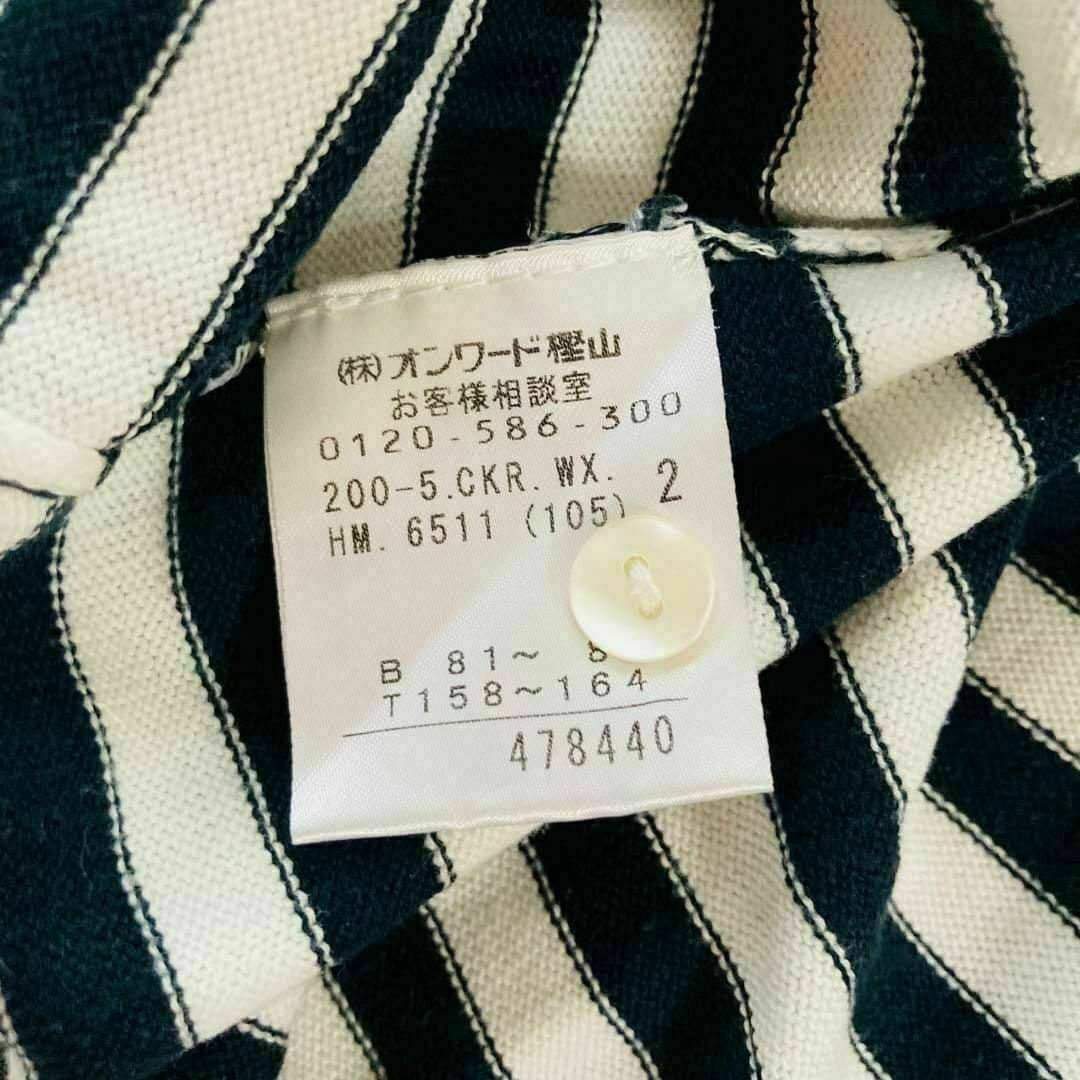 (株)オンワード樫山
お客様相談室
0120-586-300
200-5.CKR.WX. 2
HM. 6511 (105)
B 81～
T158～164
478440